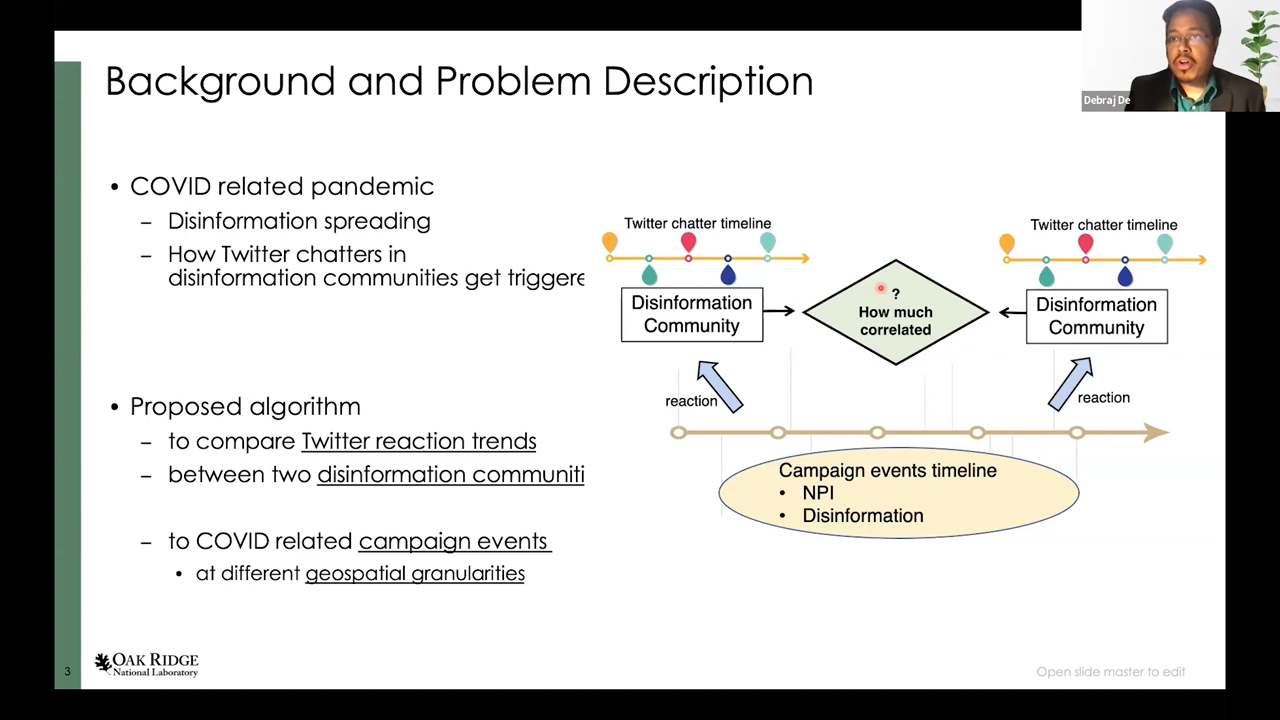 Background and Problem Description
Debraj De
• COVID related pandemic
– Disinformation spreading
– How Twitter chatters in
disinformation communities get triggere
• Proposed algorithm
– to compare Twitter reaction trends
– between two disinformation communiti
– to COVID related campaign events
• at different geospatial granularities
Twitter chatter timeline
Disinformation
Community
?
How much
correlated
Twitter chatter timeline
Disinformation
Community
reaction
reaction
Campaign events timeline
• NPI
• Disinformation
3
OAK RIDGE
National Laboratory
Open slide master to edit